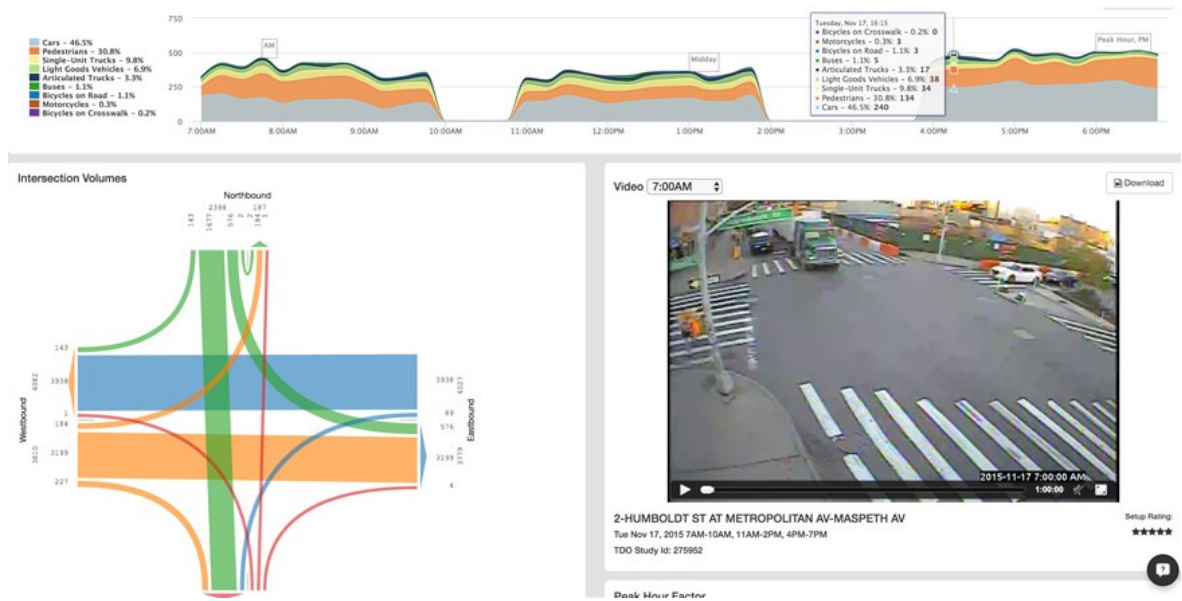 750
500
250
0
Cars – 46.5%
Pedestrians – 30.8%
Single-Unit Trucks – 9.8%
Light Goods Vehicles – 6.9%
Articulated Trucks – 3.3%
Buses – 1.1%
Bicycles on Road – 1.1%
Motorcycles – 0.3%
Bicycles on Crosswalk – 0.2%
AM
Midday
Peak Hour, PM
Tuesday, Nov 17, 16:15
Bicycles on Crosswalk – 0.2%: 0
Motorcycles – 0.3%: 3
Bicycles on Road – 1.1%: 3
Buses – 1.1%: 5
Articulated Trucks – 3.3%: 17
Light Goods Vehicles – 6.9%: 38
Single-Unit Trucks – 9.8%: 34
Pedestrians – 30.8%: 134
Cars – 46.5%: 240
7:00AM 8:00AM 9:00AM 10:00AM 11:00AM 12:00PM 1:00PM 2:00PM 3:00PM 4:00PM 5:00PM 6:00PM
Intersection Volumes
Northbound
2398 187
143 1677 576 2 2 184 1
Westbound
4082
143
3938
1
3610
184
3199
227
3938
89
4027
576
3199
4
3779
Eastbound
Video 7:00AM
Download
2015-11-17 7:00:00 AM
1:00:00
2-HUMBOLDT ST AT METROPOLITAN AV-MASPETH AV
Tue Nov 17, 2015 7AM-10AM, 11AM-2PM, 4PM-7PM
TDO Study Id: 275952
Setup Rating:
★★★★★
Peak Hour Factor